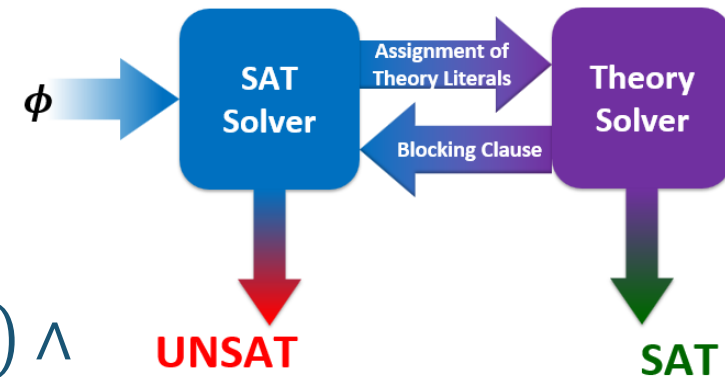 ϕ
SAT
Solver
Assignment of
Theory Literals
Blocking Clause
Theory
Solver
) ∧
UNSAT
SAT